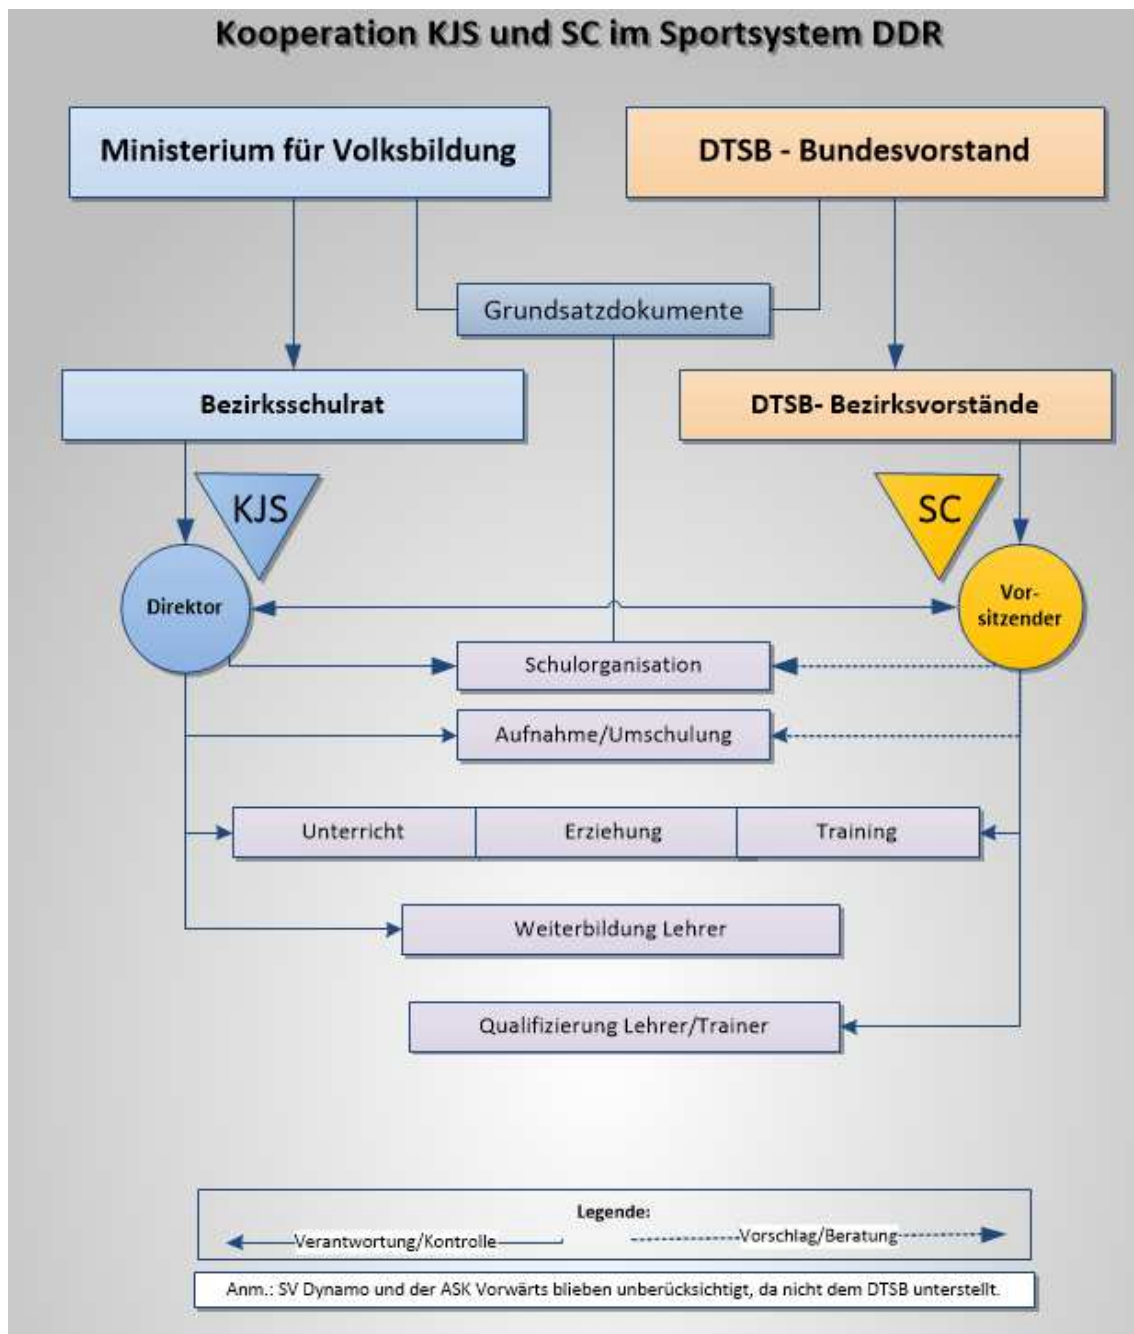 Kooperation KJS und SC im Sportsystem DDR
Ministerium für Volksbildung
DTSB - Bundesvorstand
Grundsatzdokumente
Bezirksschulrat
DTSB- Bezirksvorstände
KJS
SC
Direktor
Vor-
sitzender
Schulorganisation
Aufnahme/Umschulung
Unterricht
Erziehung
Training
Weiterbildung Lehrer
Qualifizierung Lehrer/Trainer
Legende:
Verantwortung/Kontrolle
Vorschlag/Beratung
Anm.: SV Dynamo und der ASK Vorwärts blieben unberücksichtigt, da nicht dem DTSB unterstellt.